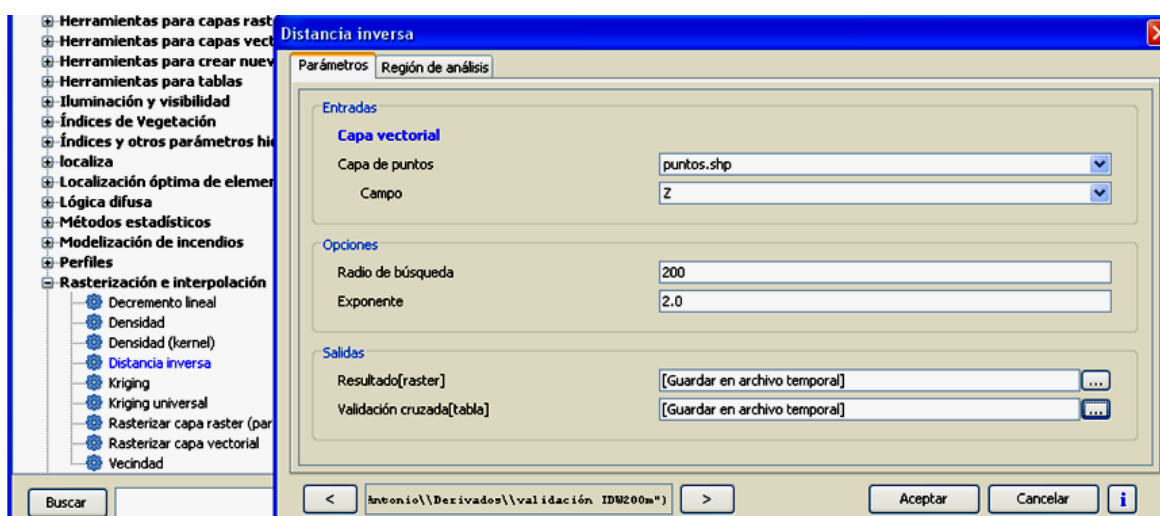 Herramientas para capas rast
Herramientas para capas vect
Herramientas para crear nuev
Herramientas para tablas
Iluminación y visibilidad
Índices de Vegetación
Índices y otros parámetros hi
localiza
Localización óptima de elemer
Lógica difusa
Métodos estadísticos
Modelización de incendios
Perfiles
Rasterización e interpolación
Decremento lineal
Densidad
Densidad (kernel)
Distancia inversa
Kriging
Kriging universal
Rasterizar capa raster (par
Rasterizar capa vectorial
Vecindad
Buscar
Distancia inversa
Parámetros Región de análisis
Entradas
Capa vectorial
Capa de puntos puntos.shp
Campo Z
Opciones
Radio de búsqueda 200
Exponente 2.0
Salidas
Resultado[raster] [Guardar en archivo temporal] ...
Validación cruzada[tabla] [Guardar en archivo temporal] ...
< Antonio\\Derivados\\validación IDW200m") > Aceptar Cancelar i